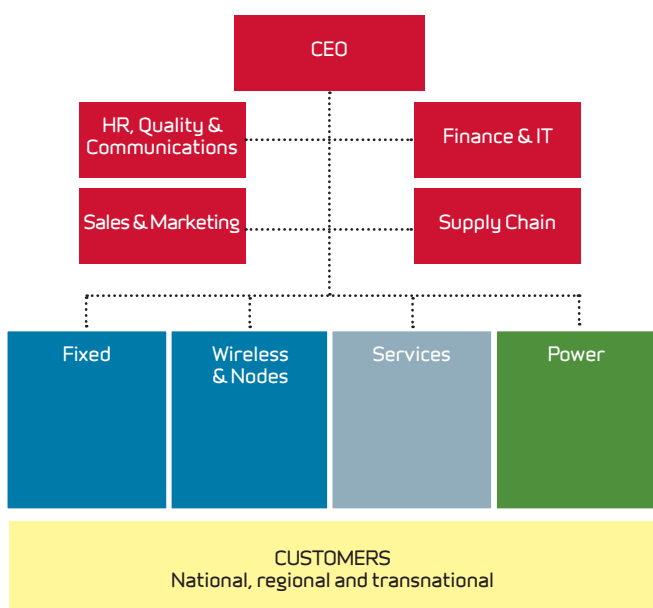 CEO
HR, Quality &
Communications
Finance & IT
Sales & Marketing
Supply Chain
Fixed
Wireless
& Nodes
Services
Power
CUSTOMERS
National, regional and transnational